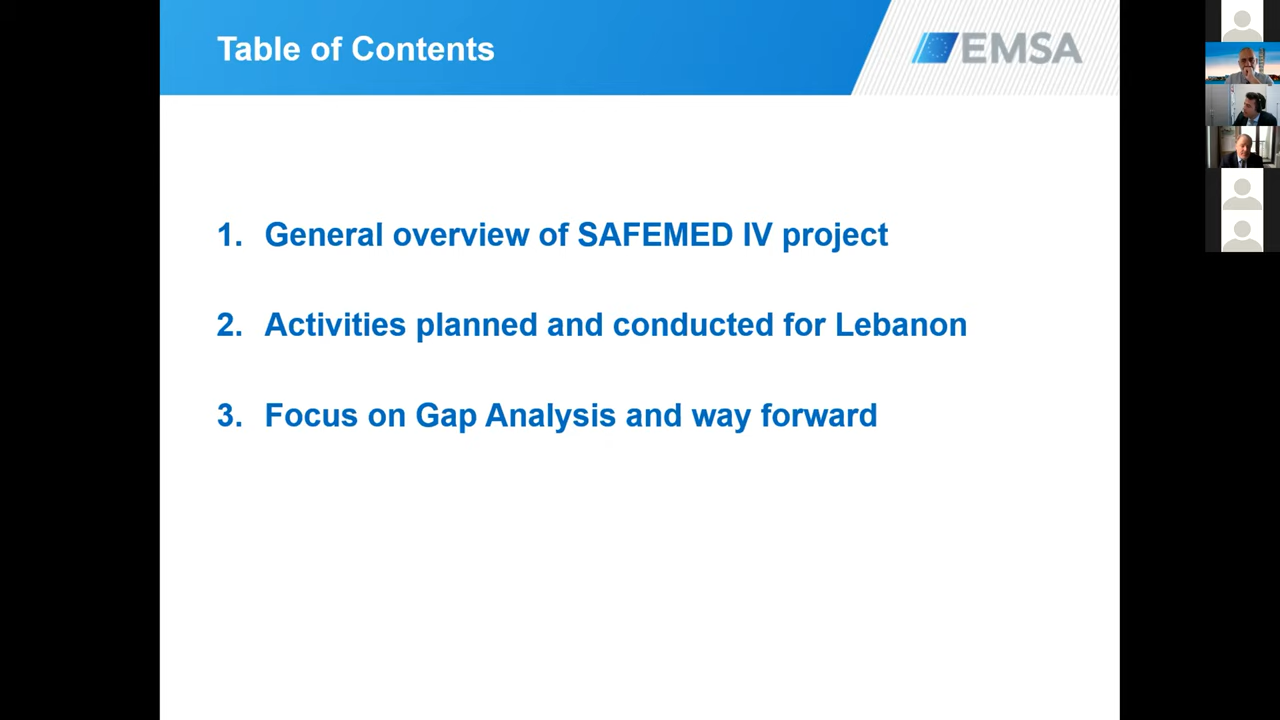 Table of Contents
EMSA
1. General overview of SAFEMED IV project
2. Activities planned and conducted for Lebanon
3. Focus on Gap Analysis and way forward